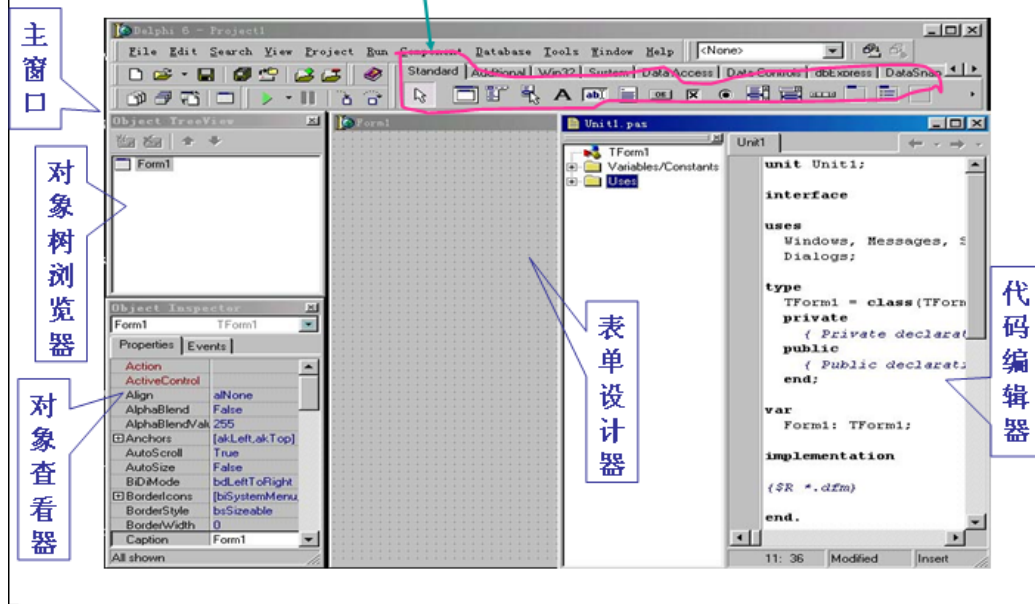 主窗口
Delphi 6 - Project1
File Edit Search View Project Run Component Database Tools Window Help
<None>
Standard Additional Win32 System Data Access Data Controls dbExpress DataSnap
Object TreeView
Form1
对象树浏览器
Object Inspector
Form1 TForm1
Properties Events
Action
ActiveControl
Align alNone
AlphaBlend False
AlphaBlendValu 255
Anchors [akLeft,akTop]
AutoScroll True
AutoSize False
BiDiMode bdLeftToRight
BorderIcons [biSystemMenu,
BorderStyle bsSizeable
BorderWidth 0
Caption Form1
All shown
对象查看器
Form1
表单设计器
Unit1.pas
TForm1
Variables/Constants
Uses
Unit1
unit Unit1;
interface
uses
Windows, Messages, S
Dialogs;
type
TForm1 = class(TForm
private
{ Private declarat
public
{ Public declarat
end;
var
Form1: TForm1;
implementation
{$R *.dfm}
end.
11: 36 Modified Insert
代码编辑器